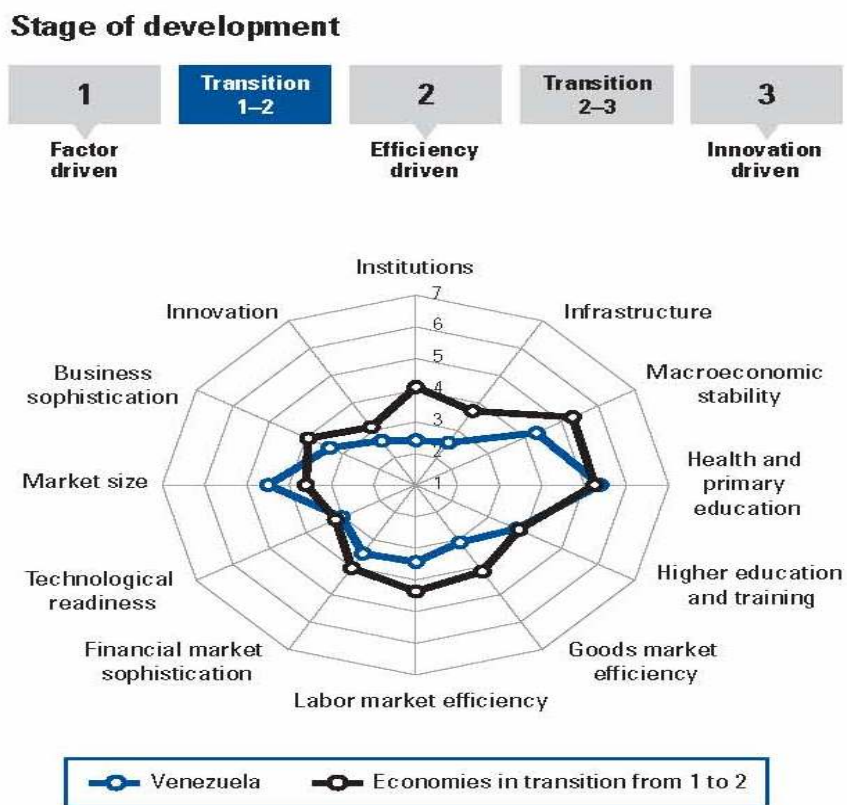 Stage of development
1
Transition
1–2
2
Transition
2–3
3
Factor
driven
Efficiency
driven
Innovation
driven
Institutions
Innovation
Infrastructure
Business
sophistication
Macroeconomic
stability
Market size
Health and
primary
education
Technological
readiness
Higher education
and training
Financial market
sophistication
Goods market
efficiency
Labor market efficiency
7
6
5
4
3
2
1
Venezuela
Economies in transition from 1 to 2